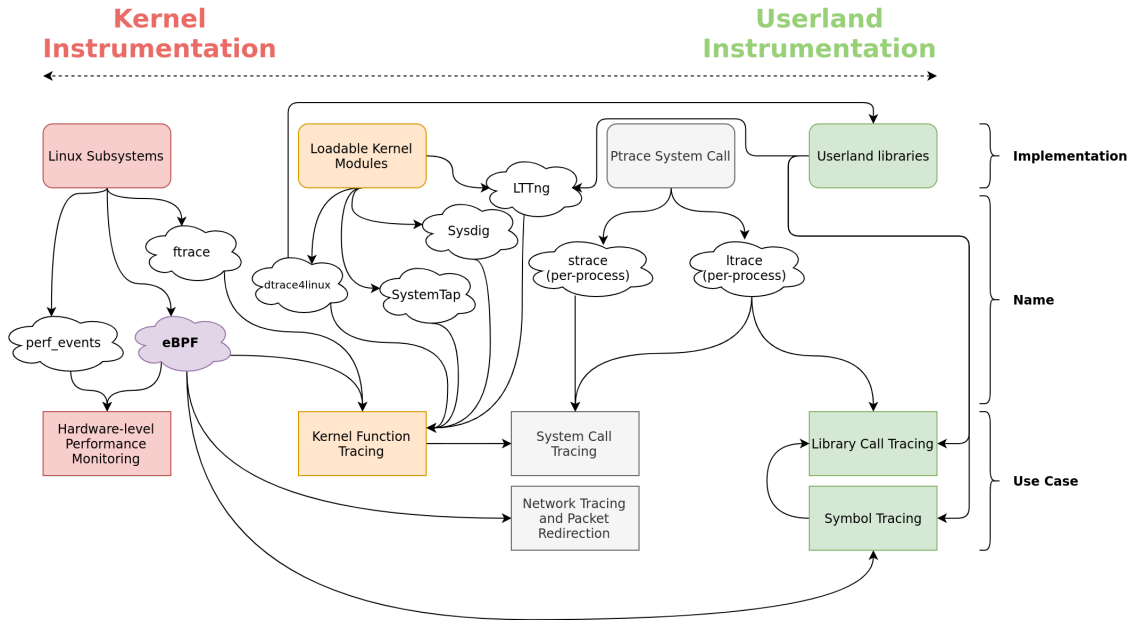 Kernel
Instrumentation
Userland
Instrumentation
Linux Subsystems
Loadable Kernel
Modules
Ptrace System Call
Userland libraries
Implementation
LTTng
Sysdig
ftrace
strace
(per-process)
ltrace
(per-process)
dtrace4linux
SystemTap
Name
perf_events
eBPF
Hardware-level
Performance
Monitoring
Kernel Function
Tracing
System Call
Tracing
Library Call Tracing
Use Case
Network Tracing
and Packet
Redirection
Symbol Tracing